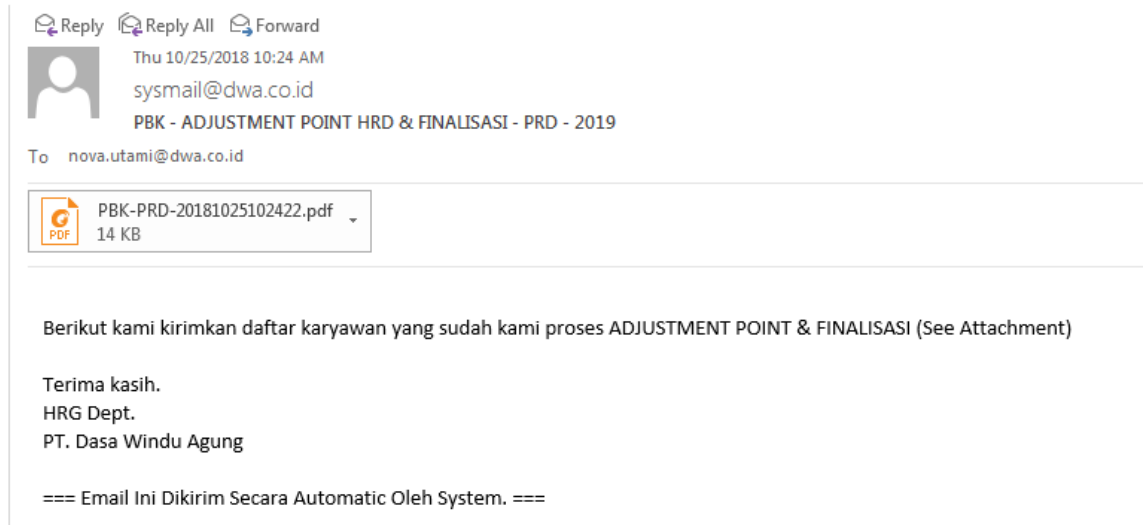 Reply Reply All Forward
Thu 10/25/2018 10:24 AM
sysmail@dwa.co.id
PBK - ADJUSTMENT POINT HRD & FINALISASI - PRD - 2019
To nova.utami@dwa.co.id
PBK-PRD-20181025102422.pdf
PDF 14 KB
Berikut kami kirimkan daftar karyawan yang sudah kami proses ADJUSTMENT POINT & FINALISASI (See Attachment)
Terima kasih.
HRG Dept.
PT. Dasa Windu Agung
=== Email Ini Dikirim Secara Automatic Oleh System. ===